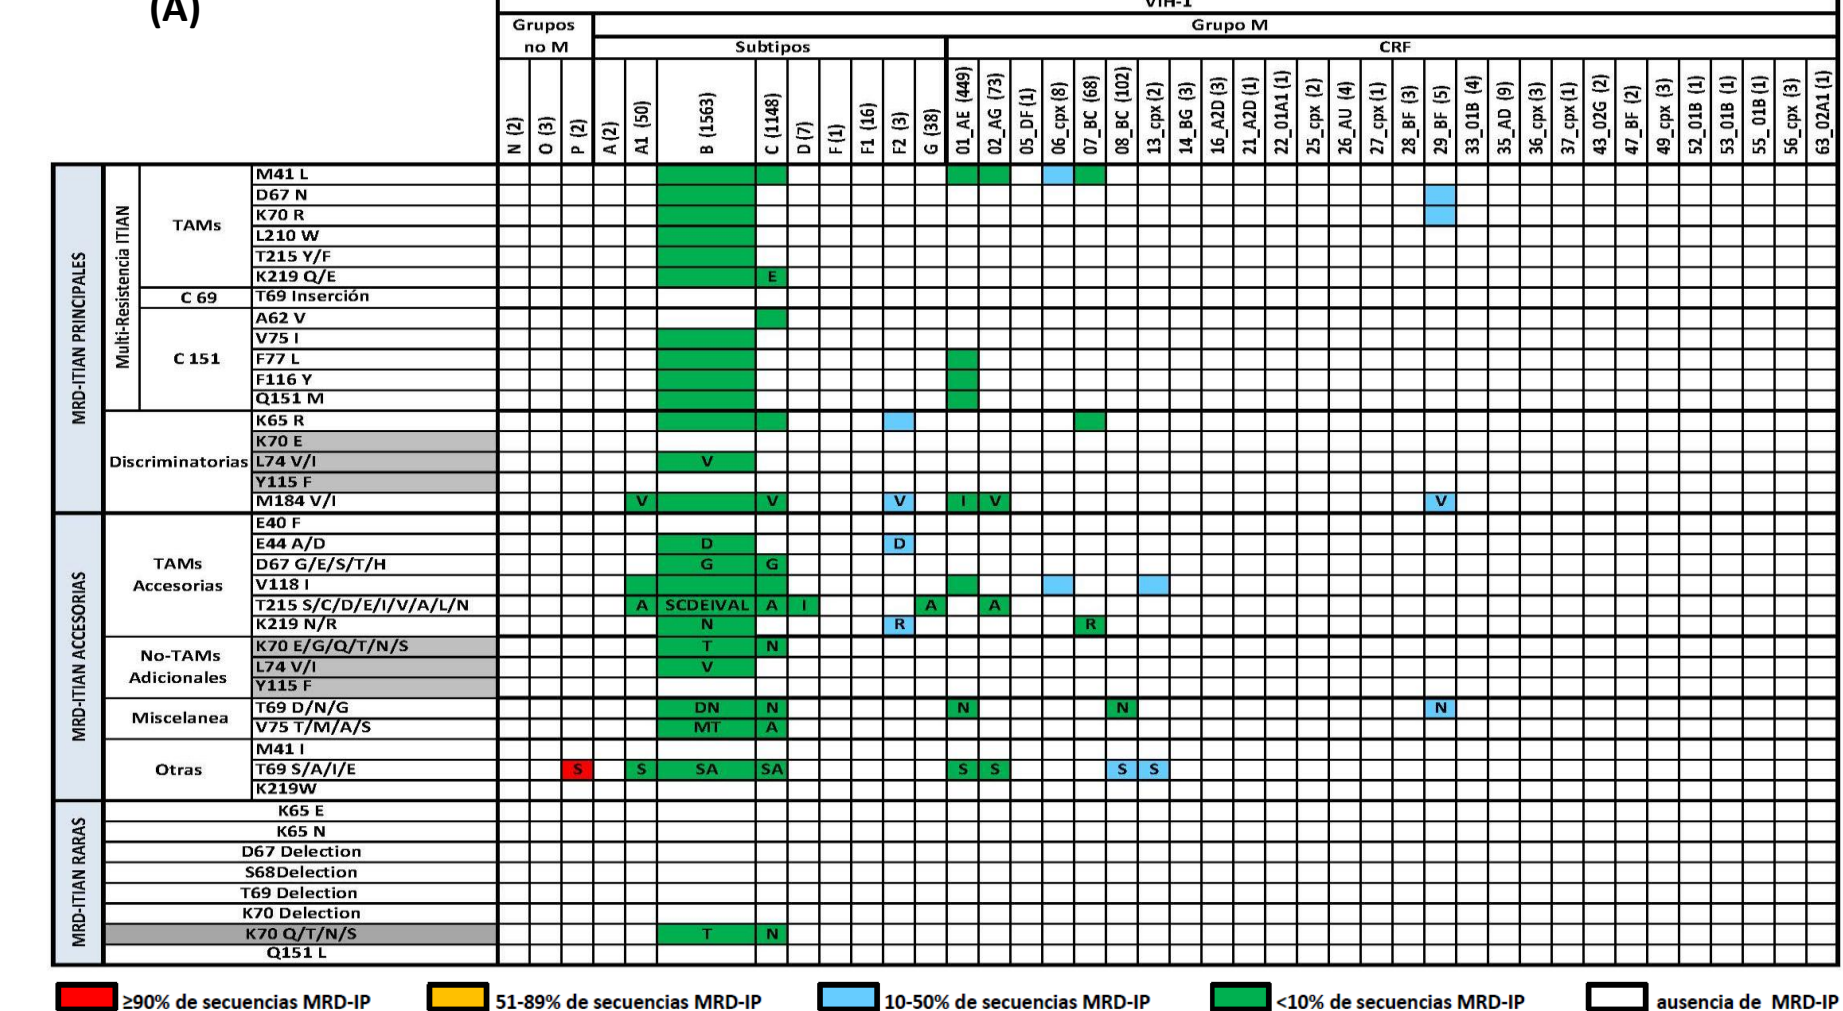 (A)
VIH-1
Grupos no M
Grupo M
Subtipos
CRF
N (2)
O (3)
P (2)
A (2)
A1 (50)
B (1563)
C (1148)
D (7)
F (1)
F1 (16)
F2 (3)
G (38)
01_AE (449)
02_AG (73)
05_DF (1)
06_cpx (8)
07_BC (68)
08_BC (102)
13_cpx (2)
14_BG (3)
16_A2D (3)
21_A2D (1)
22_01A1 (1)
25_cpx (2)
26_AU (4)
27_cpx (1)
28_BF (3)
29_BF (5)
33_01B (4)
35_AD (9)
36_cpx (3)
37_cpx (1)
43_02G (2)
47_BF (2)
49_cpx (3)
52_01B (1)
53_01B (1)
55_01B (1)
56_cpx (3)
63_02A1 (1)
MRD-ITIAN PRINCIPALES
Multi-Resistencia ITIAN
TAMs
M41 L
D67 N
K70 R
L210 W
T215 Y/F
K219 Q/E E
C 69
T69 Inserción
C 151
A62 V
V75 I
F77 L
F116 Y
Q151 M
Discriminatorias
K65 R
K70 E
L74 V/I V
Y115 F
M184 V/I V V V I V V
MRD-ITIAN ACCESORIAS
TAMs Accesorias
E40 F
E44 A/D D D
D67 G/E/S/T/H G G
V118 I
T215 S/C/D/E/I/V/A/L/N A SCDEIVAL A I A A
K219 N/R N R R
No-TAMs Adicionales
K70 E/G/Q/T/N/S T N
L74 V/I V
Y115 F
Miscelanea
T69 D/N/G DN N N N N
V75 T/M/A/S MT A
Otras
M41 I
T69 S/A/I/E S S SA SA S S S S
K219W
MRD-ITIAN RARAS
K65 E
K65 N
D67 Delection
S68Delection
T69 Delection
K70 Delection
K70 Q/T/N/S T N
Q151 L
≥90% de secuencias MRD-IP
51-89% de secuencias MRD-IP
10-50% de secuencias MRD-IP
<10% de secuencias MRD-IP
ausencia de MRD-IP